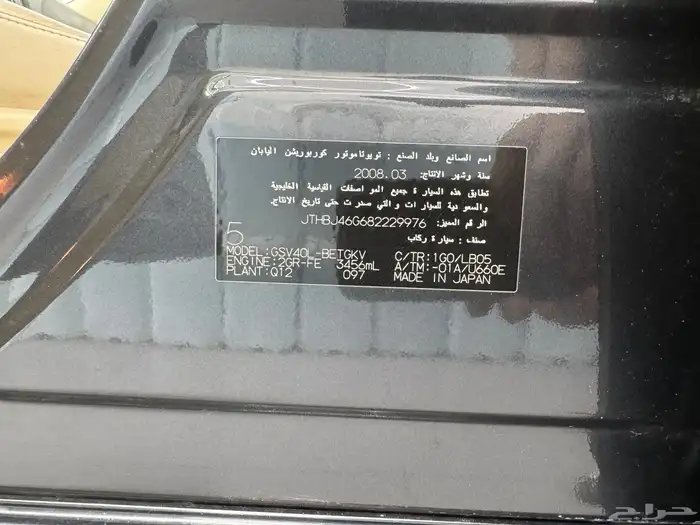 اسم الصانع وبلد الصنع : تويوتاموتور كوربوريشن اليابان
سنة وشهر الانتاج: 2008.03
تطابق هذه السيارة جميع المواصفات القياسية الخليجية
والسعودية للسيارات والتي صدرت حتى تاريخ الانتاج.
الرقم المميز: JTHBJ46G682229976
صنف : سيارة ركاب
5
MODEL:GSV40L-BETGKV C/TR:1G0/LB05
ENGINE:2GR-FE 3456mL A/TM:-01A/U660E
PLANT:Q12 097 MADE IN JAPAN
حراج